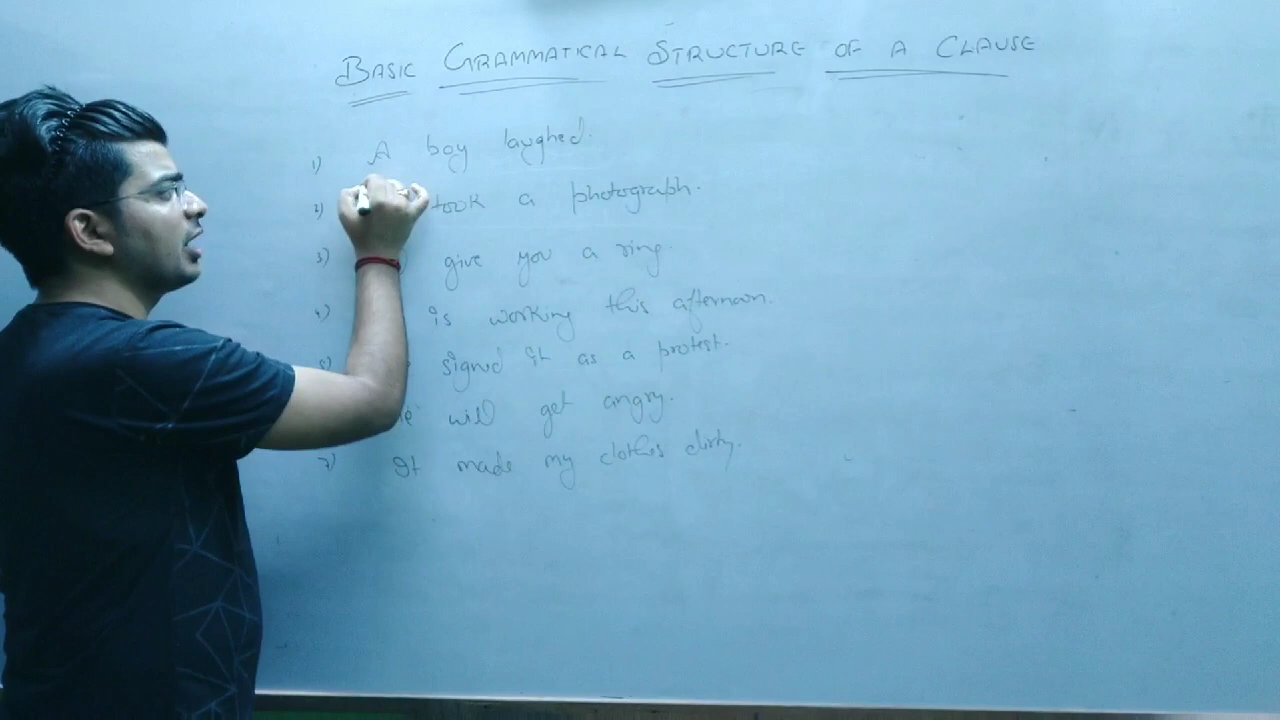 BASIC GRAMMATICAL STRUCTURE OF A CLAUSE
1) A boy laughed.
2) took a photograph.
3) give you a ring.
4) is working this afternoon.
5) signed it as a protest.
will get angry.
7) It made my clothes dirty.